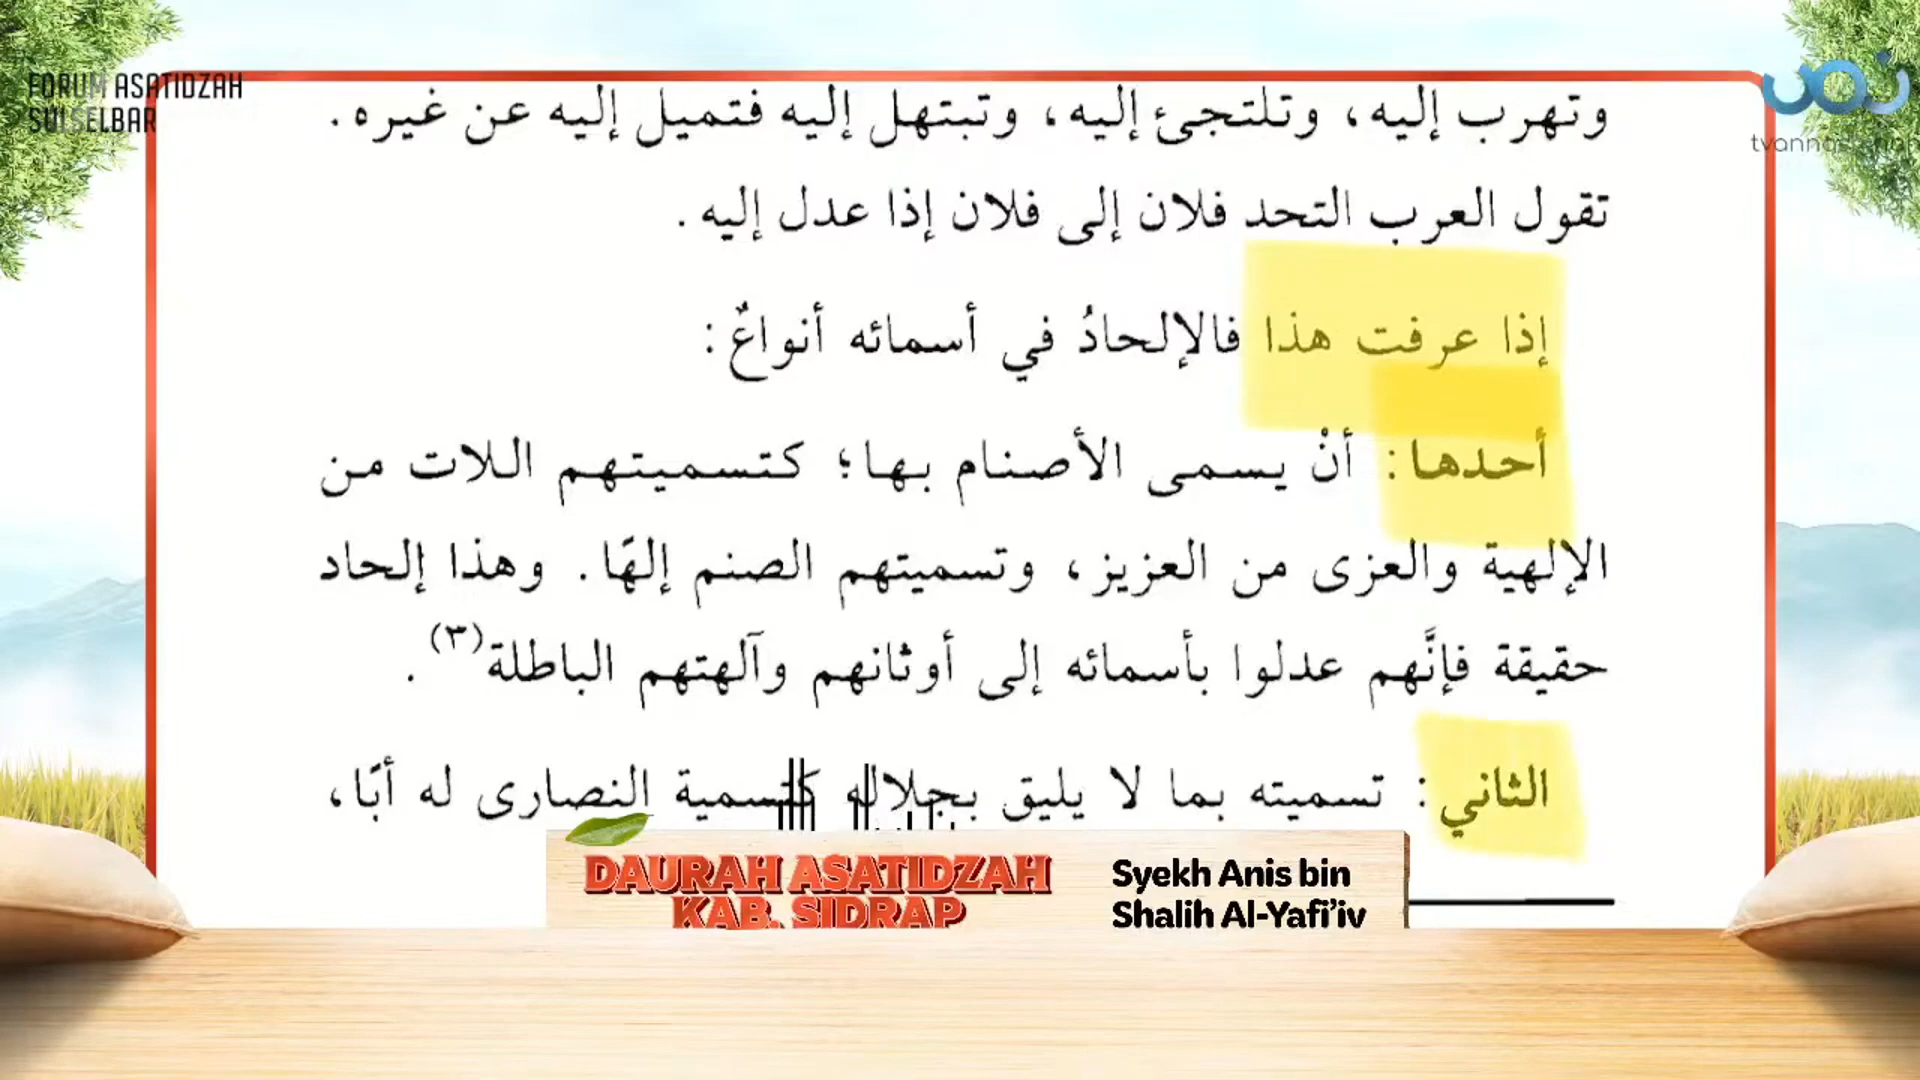 FORUM ASATIDZAH
SULSELBAR
وتهرب إليه، وتلتجئ إليه، وتبتهل إليه فتميل إليه عن غيره.
تقول العرب التحد فلان إلى فلان إذا عدل إليه.
إذا عرفت هذا فالإلحادُ في أسمائه أنواعٌ:
أحدها: أنْ يسمى الأصنام بها؛ كتسميتهم اللات من
الإلهية والعزى من العزيز، وتسميتهم الصنم إلهًا. وهذا إلحاد
حقيقة فإنَّهم عدلوا بأسمائه إلى أوثانهم وآلهتهم الباطلة(٣).
الثاني: تسميته بما لا يليق بجلاله كتسمية النصارى له أبًا،
DAURAH ASATIDZAH
KAB. SIDRAP
Syekh Anis bin
Shalih Al-Yafi'iy